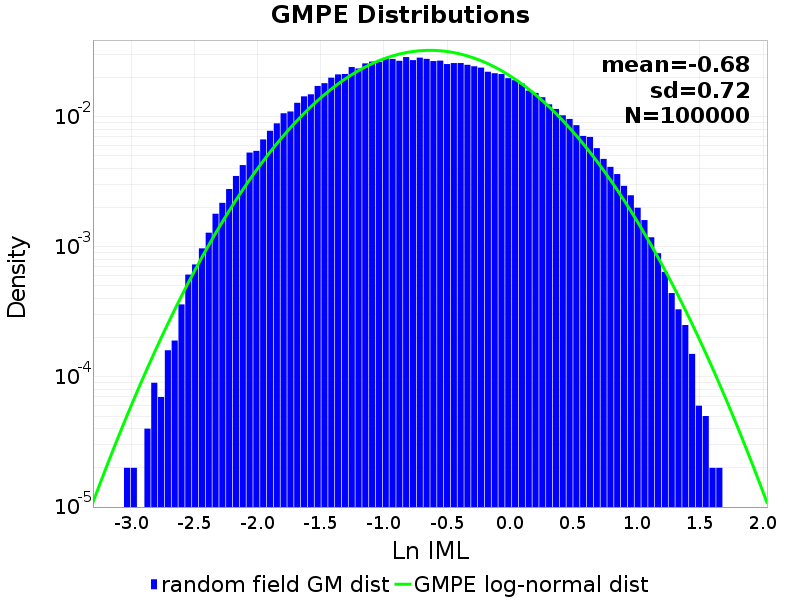 GMPE Distributions
mean=-0.68
sd=0.72
N=100000
Density
10-2
10-3
10-4
10-5
-3.0 -2.5 -2.0 -1.5 -1.0 -0.5 0.0 0.5 1.0 1.5 2.0
Ln IML
random field GM dist GMPE log-normal dist